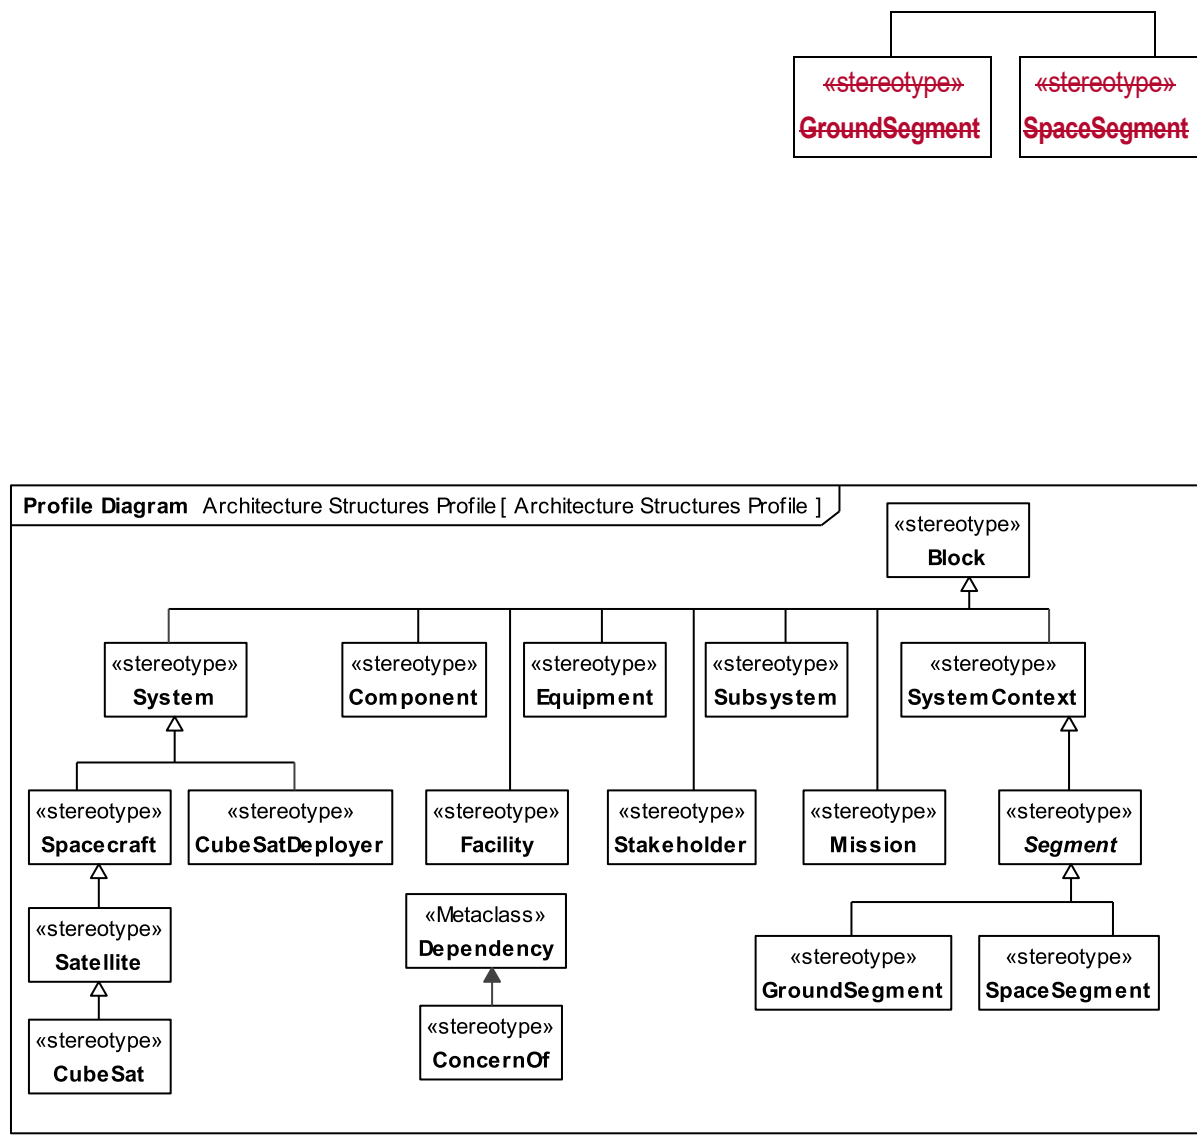 «stereotype» «stereotype»
GroundSegment SpaceSegment
Profile Diagram Architecture Structures Profile [ Architecture Structures Profile ]
«stereotype»
Block
«stereotype» «stereotype» «stereotype» «stereotype» «stereotype»
System Component Equipment Subsystem SystemContext
«stereotype» «stereotype» «stereotype» «stereotype» «stereotype» «stereotype»
Spacecraft CubeSatDeployer Facility Stakeholder Mission Segment
«Metaclass»
Dependency
«stereotype»
Satellite
«stereotype» «stereotype»
GroundSegment SpaceSegment
«stereotype»
ConcernOf
«stereotype»
CubeSat